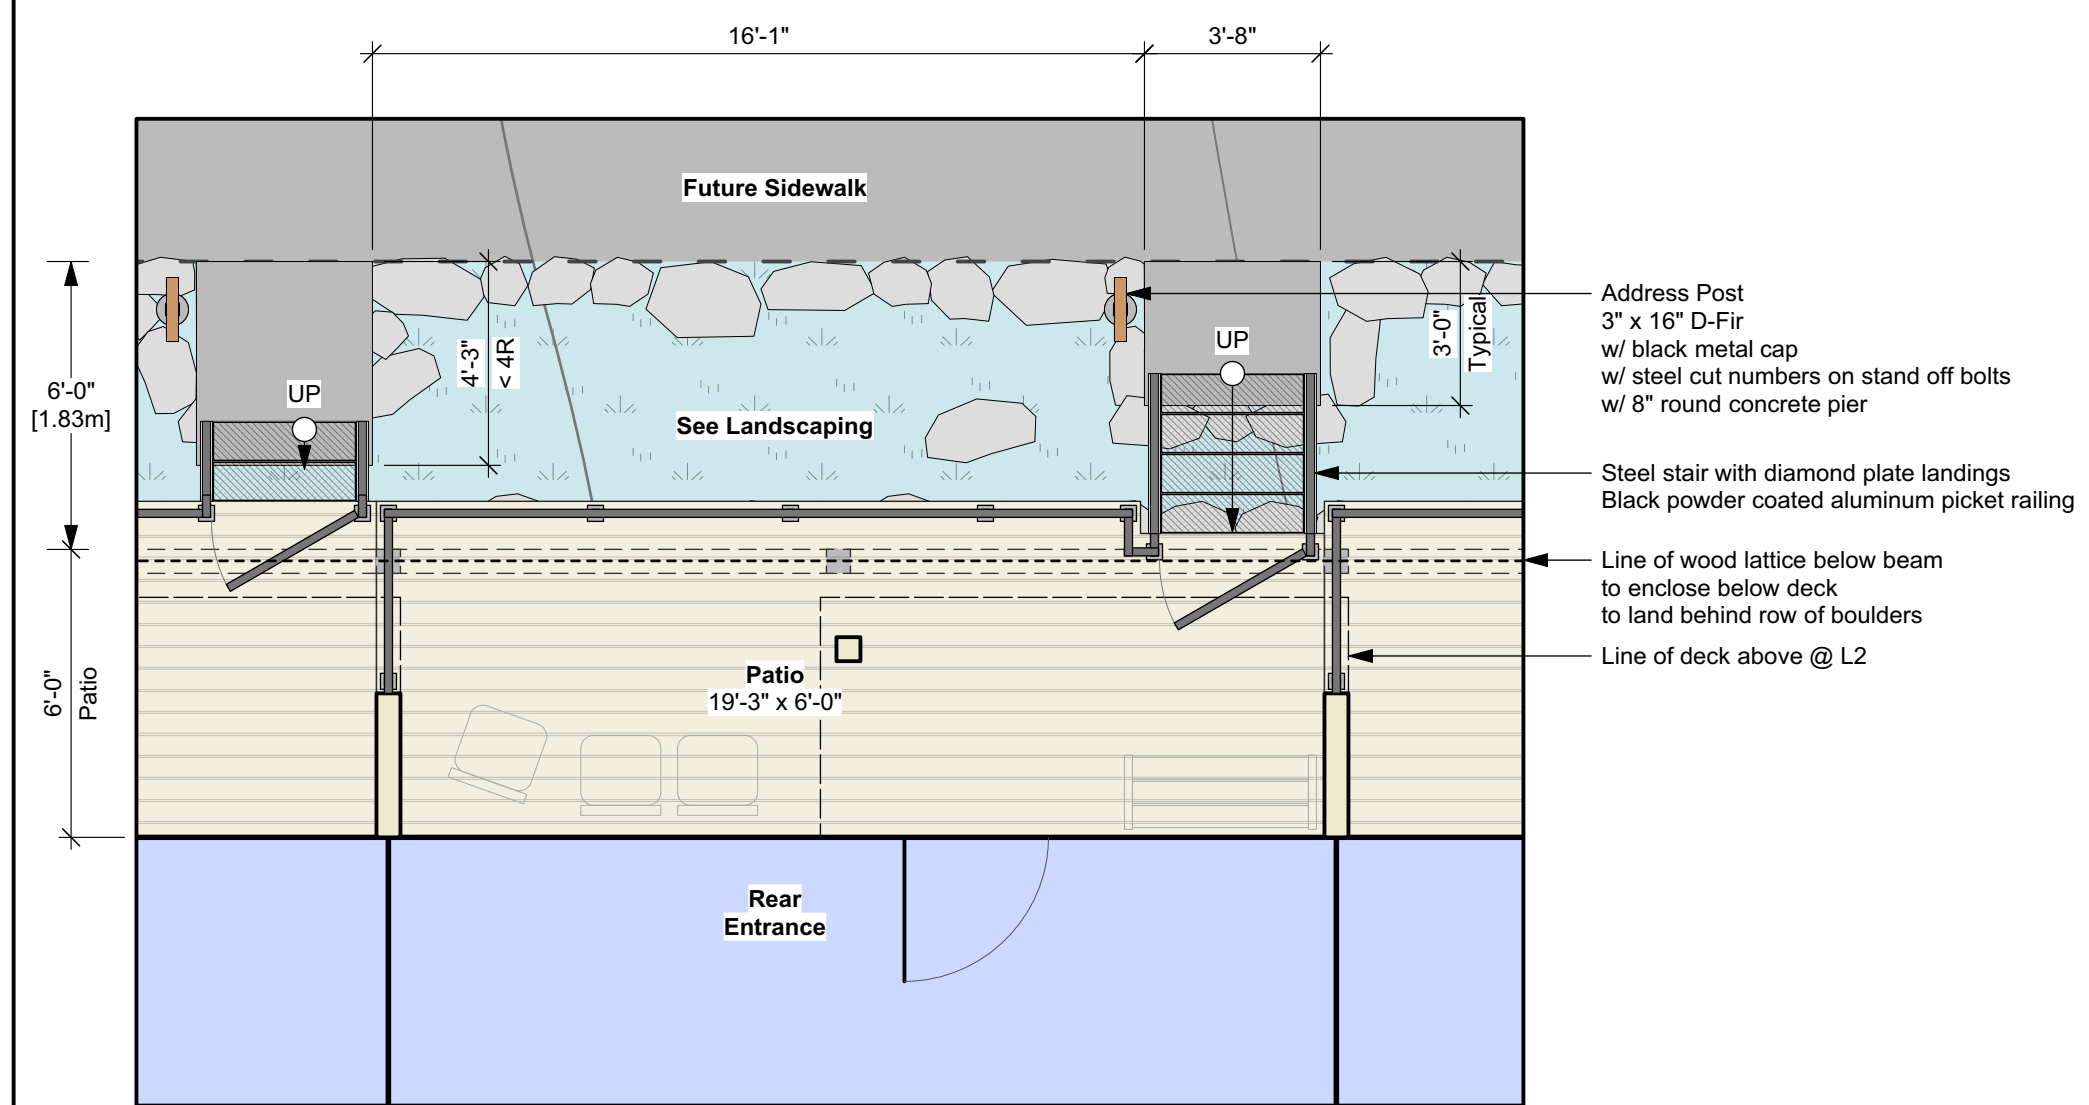 16'-1"
3'-8"
Future Sidewalk
6'-0"
[1.83m]
UP
4'-3"
< 4R
See Landscaping
UP
3'-0"
Typical
Address Post
3" x 16" D-Fir
w/ black metal cap
w/ steel cut numbers on stand off bolts
w/ 8" round concrete pier
Steel stair with diamond plate landings
Black powder coated aluminum picket railing
Line of wood lattice below beam
to enclose below deck
to land behind row of boulders
Line of deck above @ L2
6'-0"
Patio
Patio
19'-3" x 6'-0"
Rear
Entrance